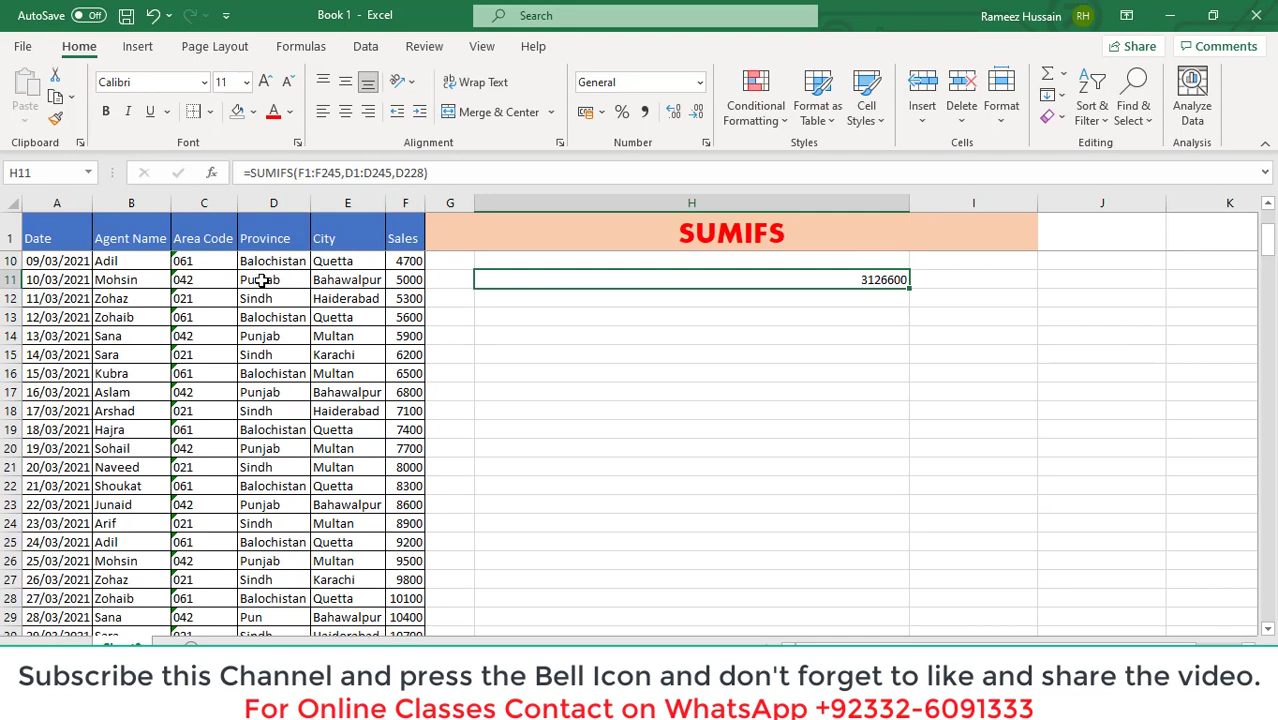 AutoSave Off Book 1 - Excel Search Rameez Hussain RH
File Home Insert Page Layout Formulas Data Review View Help Share Comments
Paste Calibri 11 A A Wrap Text General Conditional Formatting Format as Table Cell Styles Insert Delete Format Sort & Filter Find & Select Analyze Data
B I U A Merge & Center % ,
Clipboard Font Alignment Number Styles Cells Editing Analysis
H11 fx =SUMIFS(F1:F245,D1:D245,D228)
A B C D E F G H I J K
1 Date Agent Name Area Code Province City Sales SUMIFS
10 09/03/2021 Adil 061 Balochistan Quetta 4700
11 10/03/2021 Mohsin 042 Punjab Bahawalpur 5000 3126600
12 11/03/2021 Zohaz 021 Sindh Haiderabad 5300
13 12/03/2021 Zohaib 061 Balochistan Quetta 5600
14 13/03/2021 Sana 042 Punjab Multan 5900
15 14/03/2021 Sara 021 Sindh Karachi 6200
16 15/03/2021 Kubra 061 Balochistan Multan 6500
17 16/03/2021 Aslam 042 Punjab Bahawalpur 6800
18 17/03/2021 Arshad 021 Sindh Haiderabad 7100
19 18/03/2021 Hajra 061 Balochistan Quetta 7400
20 19/03/2021 Sohail 042 Punjab Multan 7700
21 20/03/2021 Naveed 021 Sindh Multan 8000
22 21/03/2021 Shoukat 061 Balochistan Quetta 8300
23 22/03/2021 Junaid 042 Punjab Bahawalpur 8600
24 23/03/2021 Arif 021 Sindh Multan 8900
25 24/03/2021 Adil 061 Balochistan Quetta 9200
26 25/03/2021 Mohsin 042 Punjab Multan 9500
27 26/03/2021 Zohaz 021 Sindh Karachi 9800
28 27/03/2021 Zohaib 061 Balochistan Quetta 10100
29 28/03/2021 Sana 042 Pun Bahawalpur 10400
29/03/2021 Sara 021 Sindh Haiderabad 10700
Subscribe this Channel and press the Bell Icon and don't forget to like and share the video.
For Online Classes Contact on WhatsApp +92332-6091333